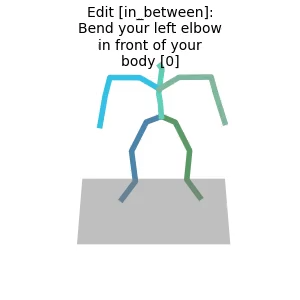 Edit [in_between]:
Bend your left elbow
in front of your
body [0]